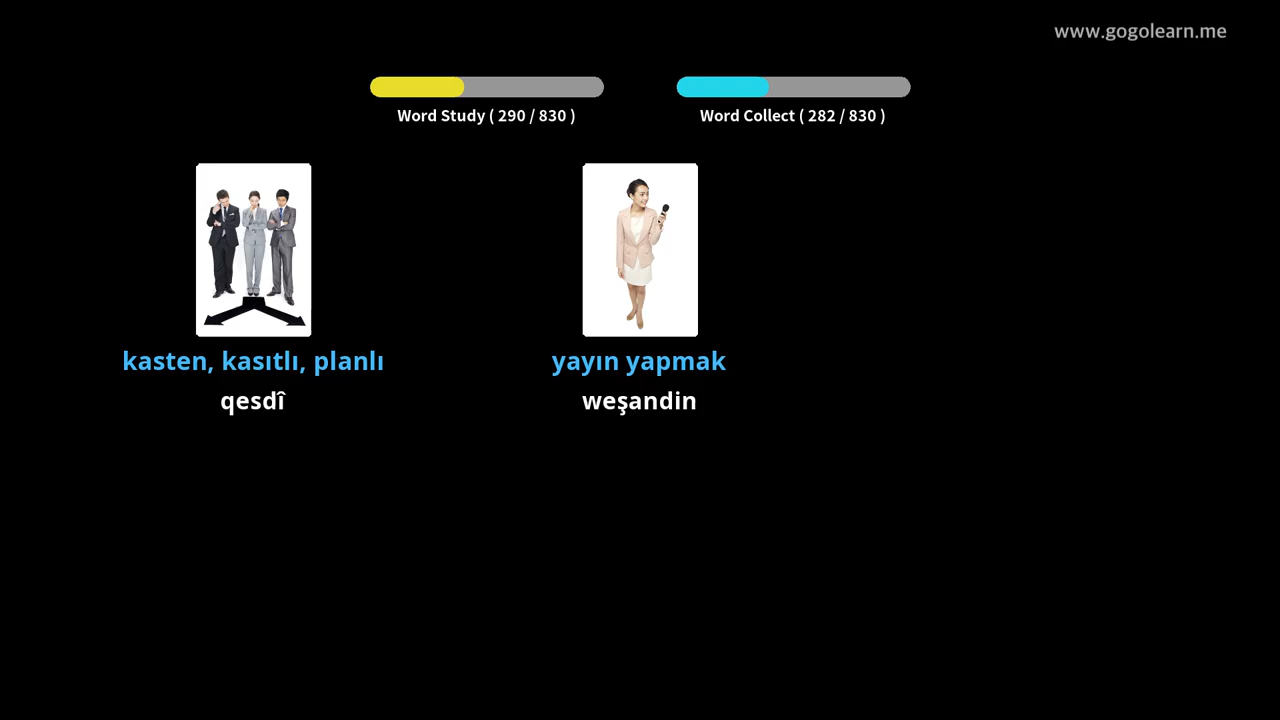 www.gogolearn.me
Word Study ( 290 / 830 )
Word Collect ( 282 / 830 )
kasten, kasıtlı, planlı
qesdî
yayın yapmak
weşandin